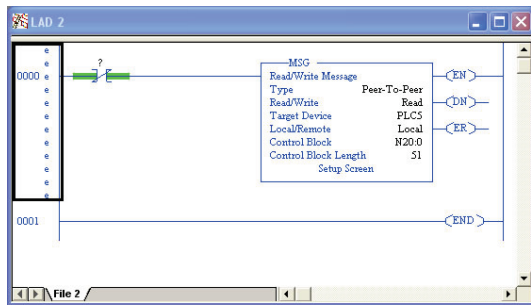 LAD 2
e
e
0000 e
e
e
e
e
e
e
e
?
MSG
Read/Write Message
Type Peer-To-Peer
Read/Write Read
Target Device PLC5
Local/Remote Local
Control Block N20:0
Control Block Length 51
Setup Screen
EN
DN
ER
0001
END
File 2